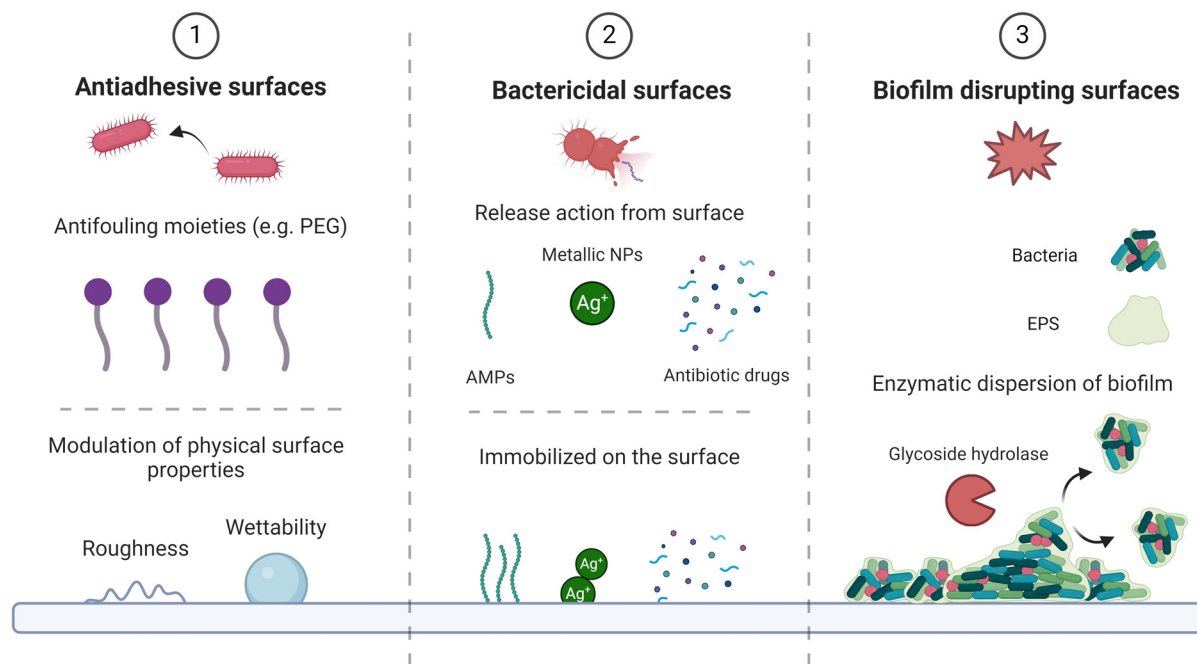 1
Antiadhesive surfaces
Antifouling moieties (e.g. PEG)
Modulation of physical surface
properties
Roughness
Wettability
2
Bactericidal surfaces
Release action from surface
Metallic NPs
Ag⁺
AMPs
Antibiotic drugs
Immobilized on the surface
Ag⁺
Ag⁺
3
Biofilm disrupting surfaces
Bacteria
EPS
Enzymatic dispersion of biofilm
Glycoside hydrolase